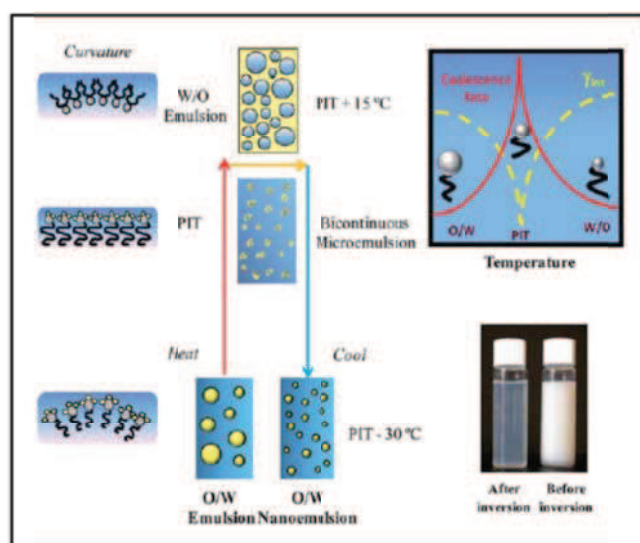 Curvature
W/O
Emulsion
PIT + 15 ºC
Coalescence
Rate
γint
O/W
PIT
W/O
Temperature
PIT
Bicontinuous
Microemulsion
Heat
Cool
PIT - 30 ºC
O/W
Emulsion
O/W
Nanoemulsion
After
inversion
Before
inversion